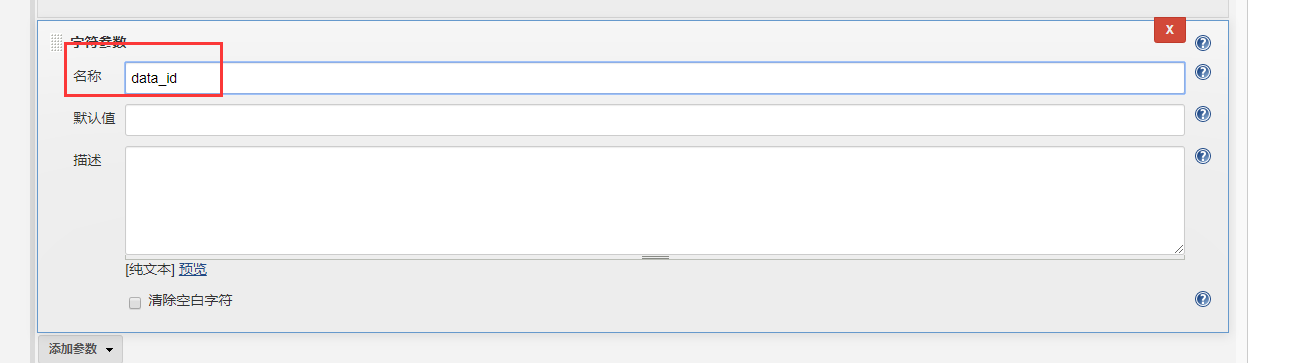 字符参数
X
名称 data_id
默认值
描述
[纯文本] 预览
清除空白字符
添加参数